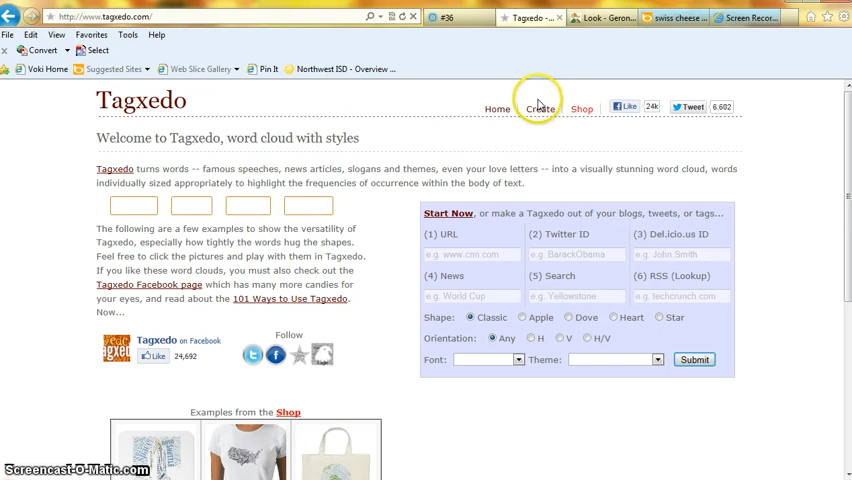 http://www.tagxedo.com/
#36
Tagxedo -...
Look - Geron...
swiss cheese ...
Screen Recor...
File Edit View Favorites Tools Help
Convert Select
Voki Home Suggested Sites Web Slice Gallery Pin It Northwest ISD - Overview ...
Tagxedo
Home Create Shop Like 24k Tweet 6,602
Welcome to Tagxedo, word cloud with styles
Tagxedo turns words -- famous speeches, news articles, slogans and themes, even your love letters -- into a visually stunning word cloud, words
individually sized appropriately to highlight the frequencies of occurrence within the body of text.
The following are a few examples to show the versatility of
Tagxedo, especially how tightly the words hug the shapes.
Feel free to click the pictures and play with them in Tagxedo.
If you like these word clouds, you must also check out the
Tagxedo Facebook page which has many more candies for
your eyes, and read about the 101 Ways to Use Tagxedo.
Now...
Tagxedo on Facebook
Like 24,692
Follow
Start Now, or make a Tagxedo out of your blogs, tweets, or tags...
(1) URL (2) Twitter ID (3) Del.icio.us ID
e.g. www.cnn.com e.g. BarackObama e.g. John.Smith
(4) News (5) Search (6) RSS (Lookup)
e.g. World Cup e.g. Yellowstone e.g. techcrunch.com
Shape: Classic Apple Dove Heart Star
Orientation: Any H V H/V
Font: Theme: Submit
Examples from the Shop
Screencast-O-Matic.com